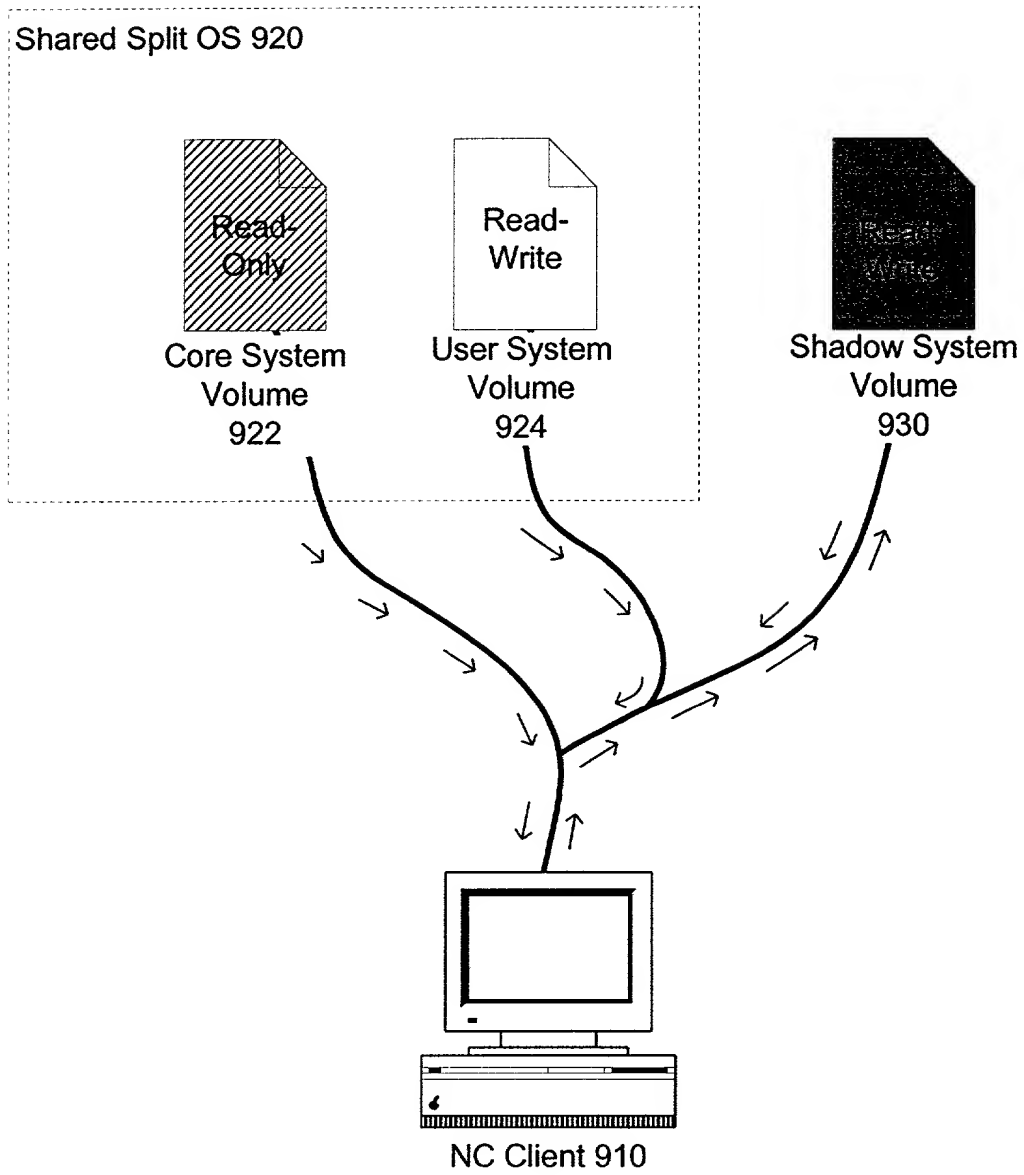 Shared Split OS 920
Read-
Only
Core System
Volume
922
Read-
Write
User System
Volume
924
Read-
Write
Shadow System
Volume
930
NC Client 910